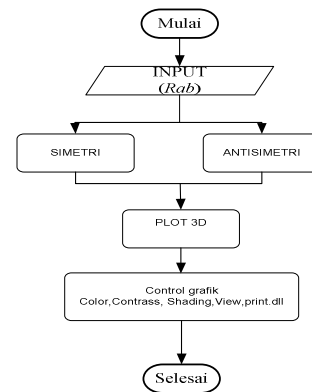 Mulai
INPUT
(Rab)
SIMETRI
ANTISIMETRI
PLOT 3D
Control grafik
Color,Contrass, Shading,View,print.dll
Selesai